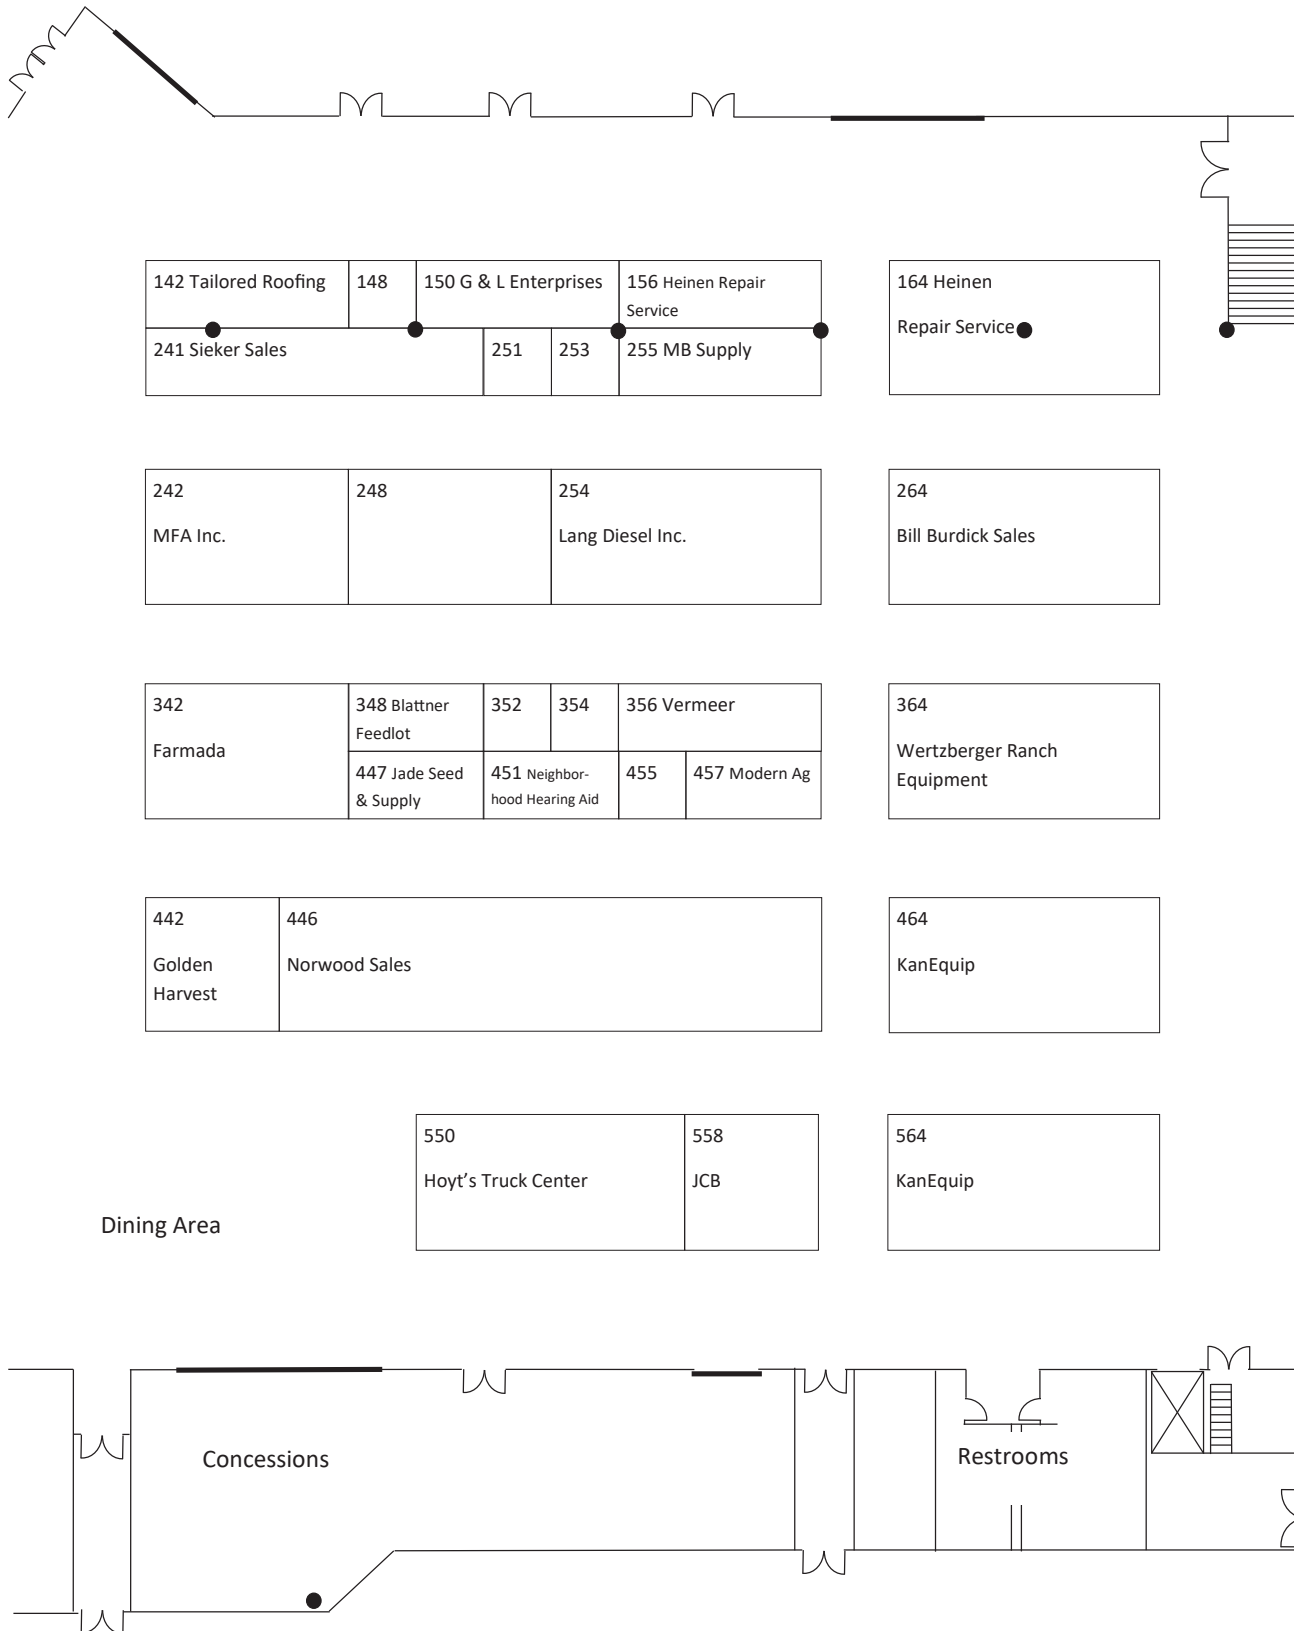 142 Tailored Roofing
148
150 G & L Enterprises
156 Heinen Repair
Service
164 Heinen
Repair Service
241 Sieker Sales
251
253
255 MB Supply
242
MFA Inc.
248
254
Lang Diesel Inc.
264
Bill Burdick Sales
342
Farmada
348 Blattner
Feedlot
352
354
356 Vermeer
447 Jade Seed
& Supply
451 Neighbor-
hood Hearing Aid
455
457 Modern Ag
364
Wertzberger Ranch
Equipment
442
Golden
Harvest
446
Norwood Sales
464
KanEquip
550
Hoyt’s Truck Center
558
JCB
564
KanEquip
Dining Area
Concessions
Restrooms